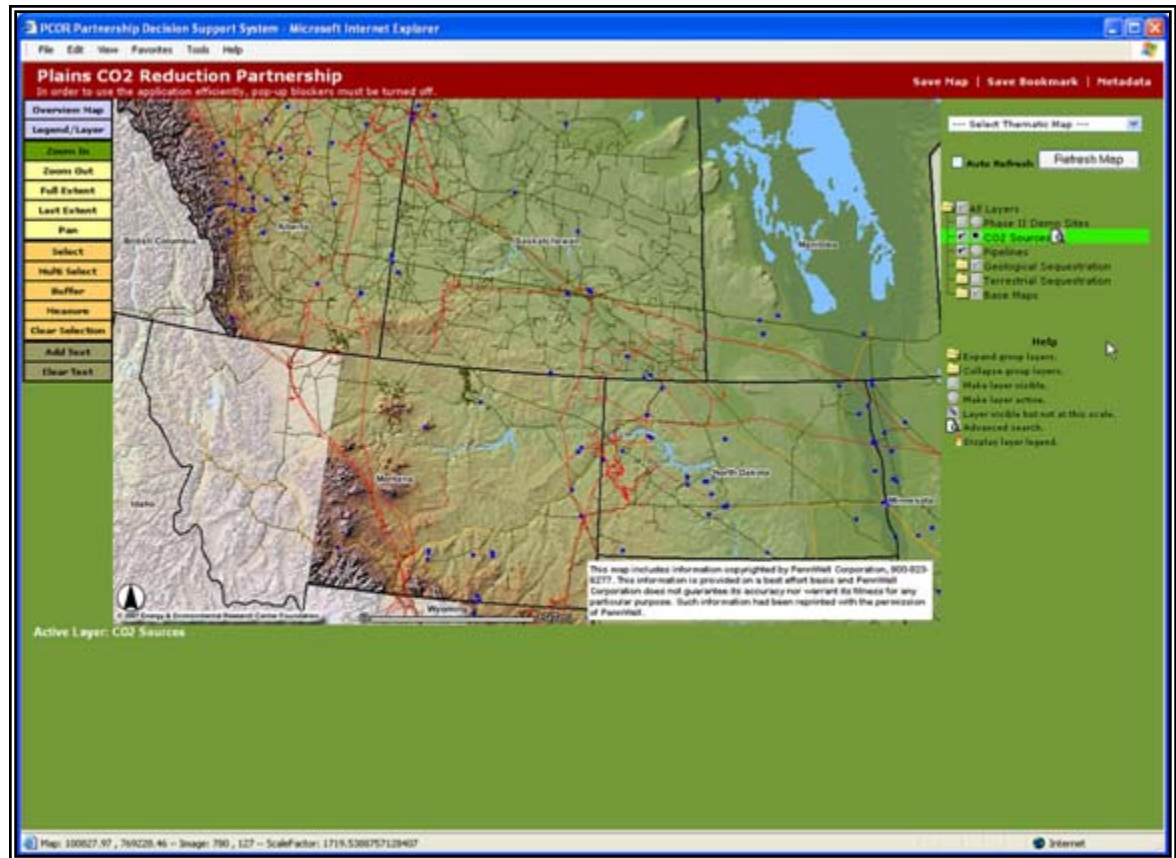 PCOR Partnership Decision Support System - Microsoft Internet Explorer
File Edit View Favorites Tools Help
Plains CO2 Reduction Partnership
In order to use the application efficiently, pop-up blockers must be turned off.
Save Map | Save Bookmark | Metadata
Overview Map
Legend/Layer
Zoom In
Zoom Out
Full Extent
Last Extent
Pan
Select
Multi Select
Buffer
Measure
Clear Selection
Add Text
Clear Text
British Columbia
Alberta
Saskatchewan
Manitoba
Idaho
Montana
North Dakota
Minnesota
Wyoming
© 2007 Energy & Environmental Research Center Foundation
This map includes information copyrighted by PennWell Corporation, 800-823-
6277. This information is provided on a best effort basis and PennWell
Corporation does not guarantee its accuracy nor warrant its fitness for any
particular purpose. Such information had been reprinted with the permission
of PennWell.
--- Select Thematic Map ---
Auto Refresh
Refresh Map
All Layers
Phase II Demo Sites
CO2 Sources
Pipelines
Geological Sequestration
Terrestrial Sequestration
Base Maps
Help
Expand group layers.
Collapse group layers.
Make layer visible.
Make layer active.
Layer visible but not at this scale.
Advanced search.
Display layer legend.
Active Layer: CO2 Sources
Map: 100827.97 , 769228.46 -- Image: 780 , 127 -- ScaleFactor: 1719.5388757128407
Internet